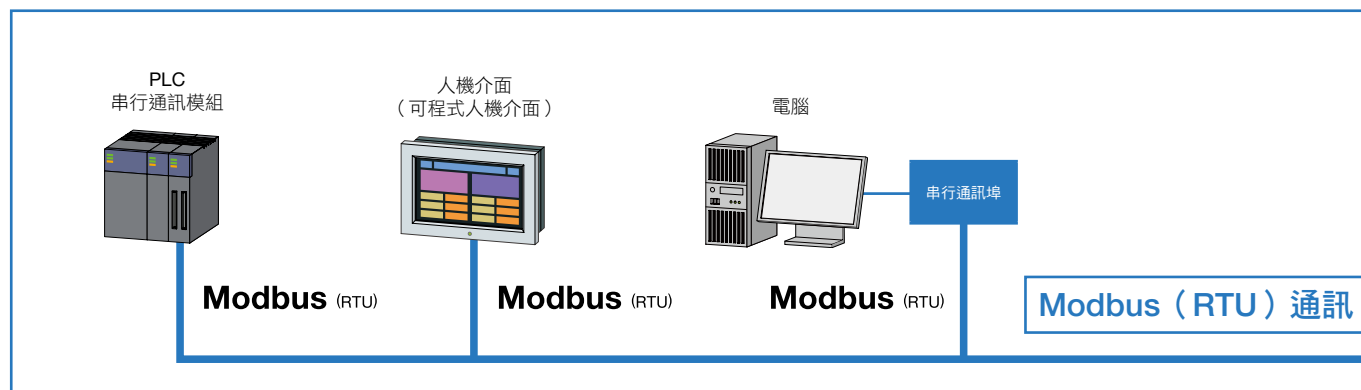 PLC
串行通訊模組
人機介面
（可程式人機介面）
電腦
串行通訊埠
Modbus (RTU)
Modbus (RTU)
Modbus (RTU)
Modbus（RTU）通訊